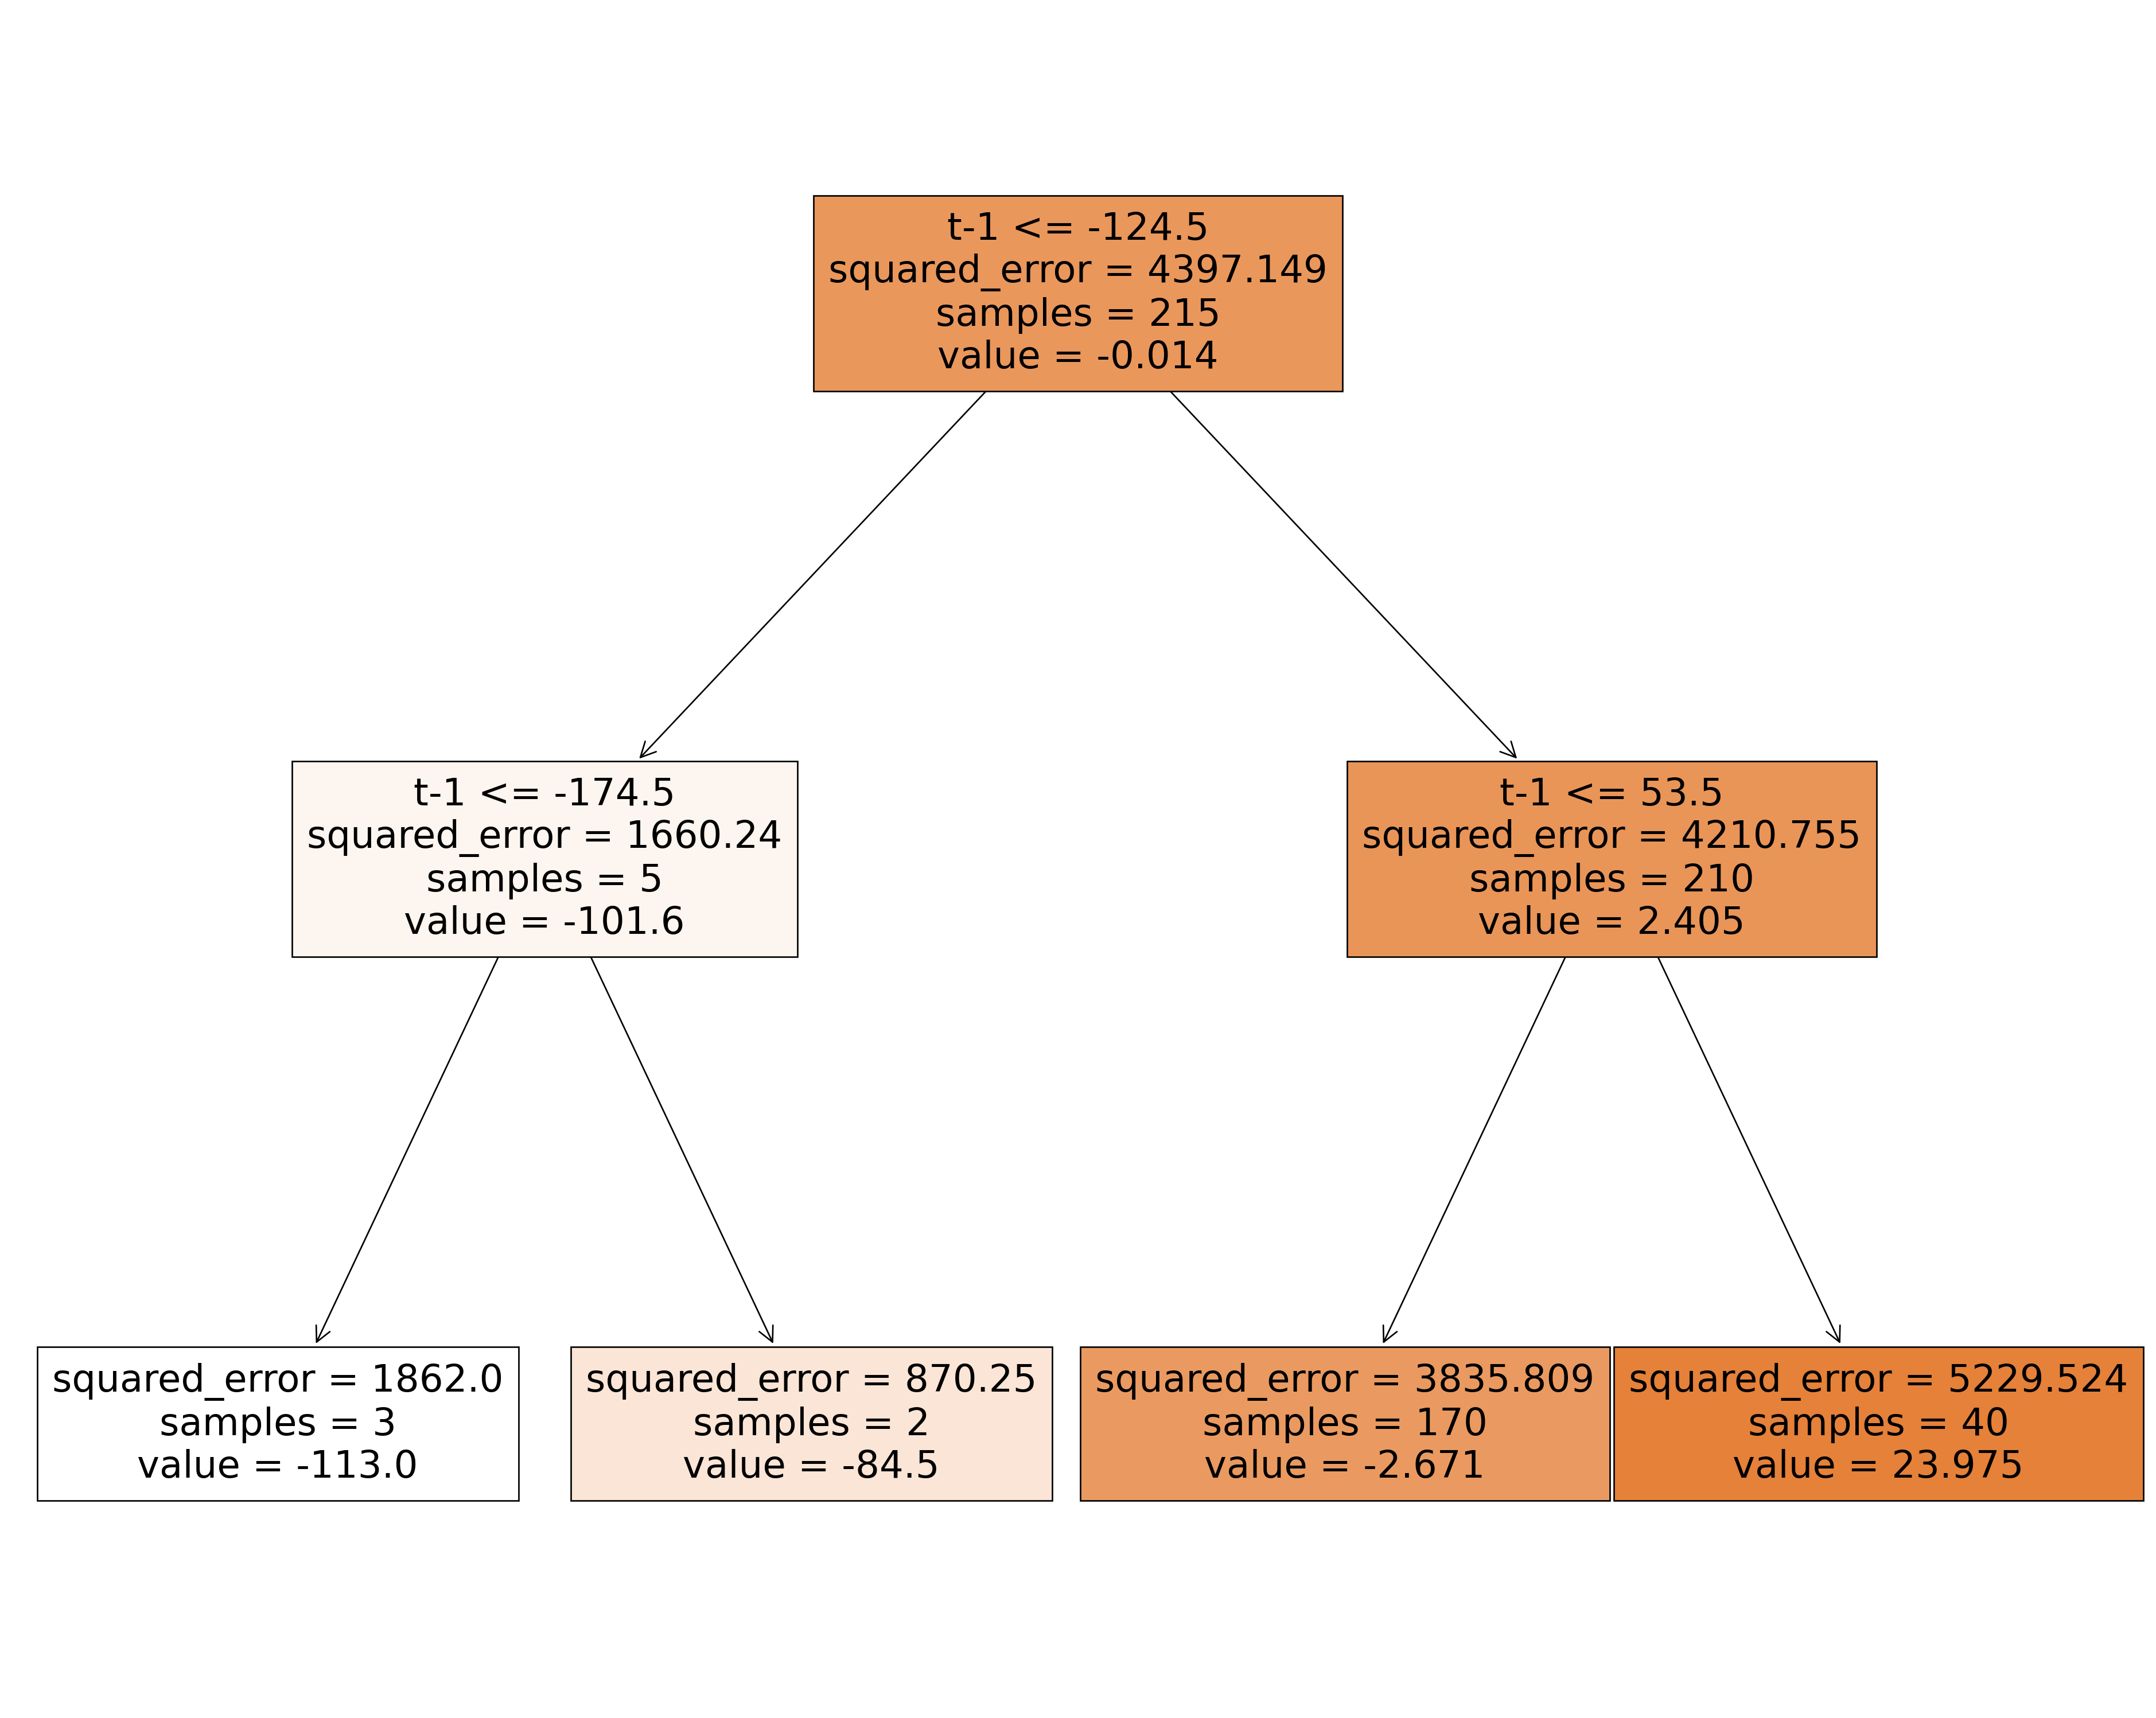 t-1 <= -124.5
squared_error = 4397.149
samples = 215
value = -0.014
t-1 <= -174.5
squared_error = 1660.24
samples = 5
value = -101.6
t-1 <= 53.5
squared_error = 4210.755
samples = 210
value = 2.405
squared_error = 1862.0
samples = 3
value = -113.0
squared_error = 870.25
samples = 2
value = -84.5
squared_error = 3835.809
samples = 170
value = -2.671
squared_error = 5229.524
samples = 40
value = 23.975